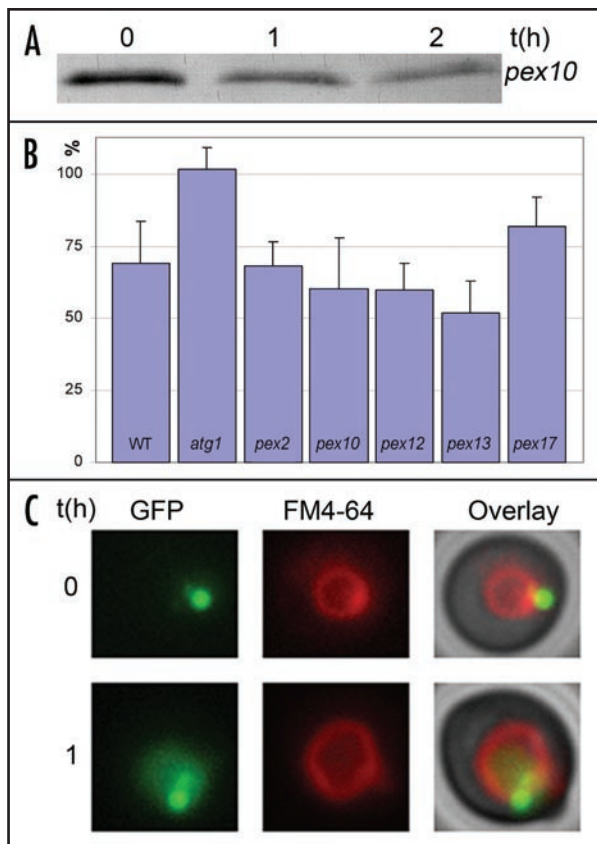 A
0 1 2 t(h)
pex10
B
%
100
75
50
25
0
WT atg1 pex2 pex10 pex12 pex13 pex17
C t(h) GFP FM4-64 Overlay
0
1